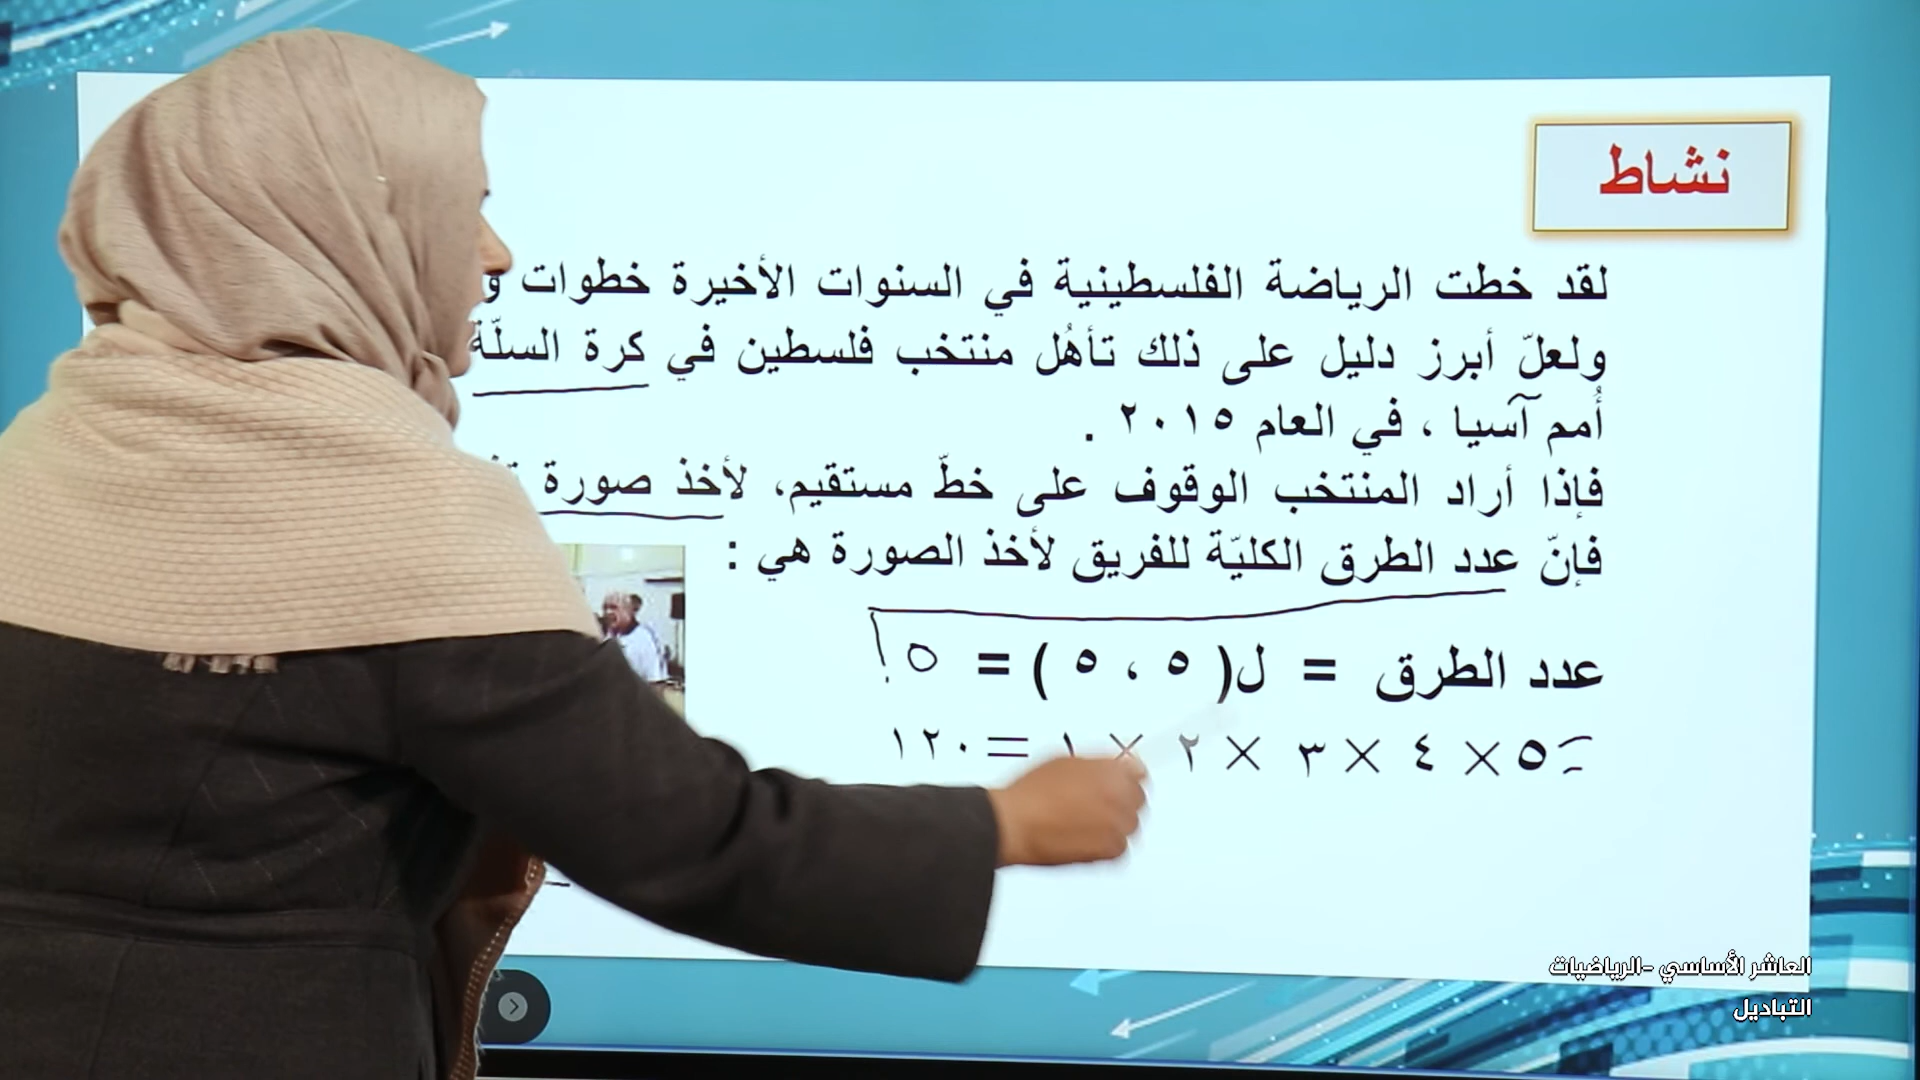 نشاط
لقد خطت الرياضة الفلسطينية في السنوات الأخيرة خطوات
ولعلّ أبرز دليل على ذلك تأهُل منتخب فلسطين في كرة السلّة
أُمم آسيا ، في العام ٢٠١٥ .
فإذا أراد المنتخب الوقوف على خطّ مستقيم، لأخذ صورة
فإنّ عدد الطرق الكليّة للفريق لأخذ الصورة هي :
عدد الطرق = ل( ٥ ، ٥ ) = ٥!
= ٥ × ٤ × ٣ × ٢ × ١ = ١٢٠
العاشر الأساسي -الرياضيات
التباديل